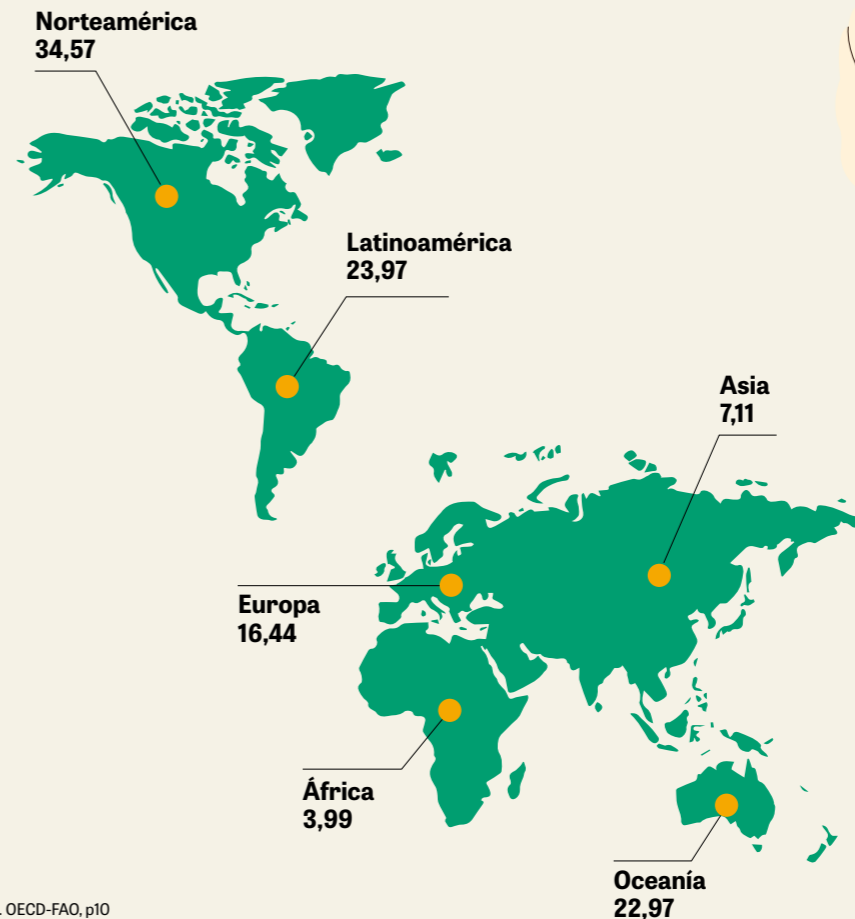 Norteamérica
34,57
Latinoamérica
23,97
Asia
7,11
Europa
16,44
África
3,99
Oceanía
22,97
. OECD-FAO, p10